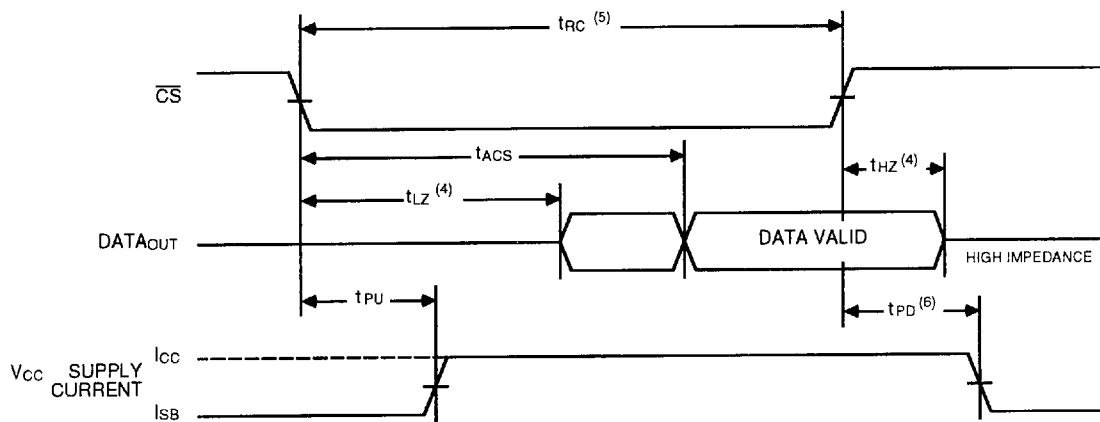 tRC (5)
CS
tACS
tHZ (4)
tLZ (4)
DATAOUT
DATA VALID
HIGH IMPEDANCE
tPU
tPD (6)
ICC
VCC SUPPLY
CURRENT
ISB